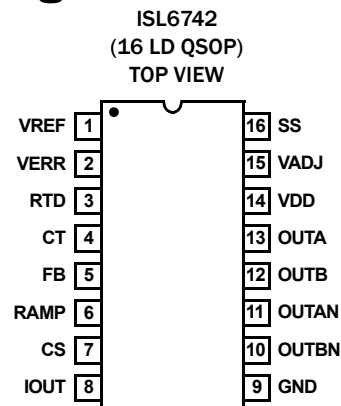 ISL6742
(16 LD QSOP)
TOP VIEW
VREF 1 16 SS
VERR 2 15 VADJ
RTD 3 14 VDD
CT 4 13 OUTA
FB 5 12 OUTB
RAMP 6 11 OUTAN
CS 7 10 OUTBN
IOUT 8 9 GND